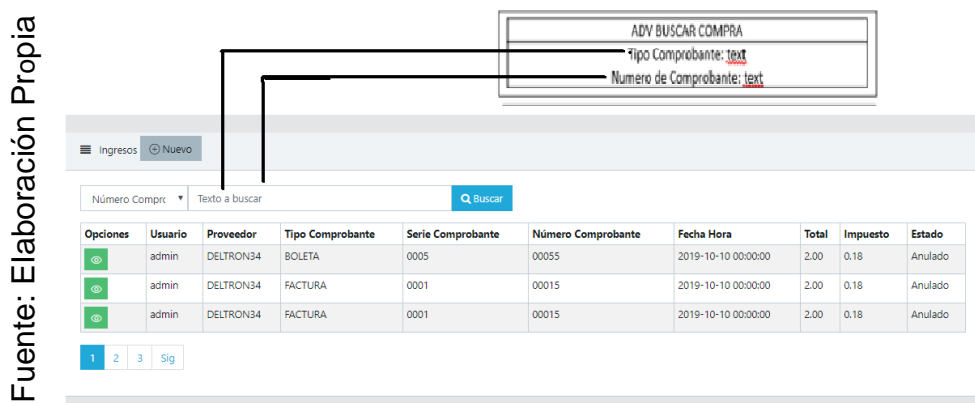 Fuente: Elaboración Propia
ADV BUSCAR COMPRA
Tipo Comprobante: text
Numero de Comprobante: text
Ingresos Nuevo
Número Comprc Texto a buscar Buscar
Opciones Usuario Proveedor Tipo Comprobante Serie Comprobante Número Comprobante Fecha Hora Total Impuesto Estado
admin DELTRON34 BOLETA 0005 00055 2019-10-10 00:00:00 2.00 0.18 Anulado
admin DELTRON34 FACTURA 0001 00015 2019-10-10 00:00:00 2.00 0.18 Anulado
admin DELTRON34 FACTURA 0001 00015 2019-10-10 00:00:00 2.00 0.18 Anulado
1 2 3 Sig